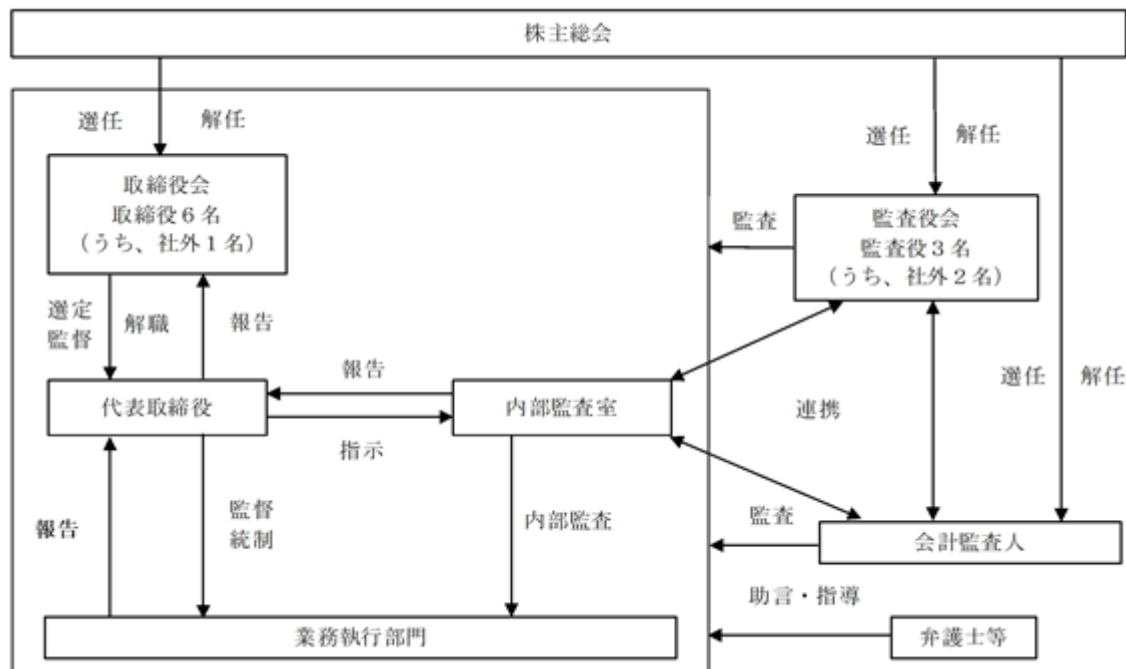 株主総会
選任
解任
選任
解任
取締役会
取締役6名
（うち、社外1名）
監査
監査役会
監査役3名
（うち、社外2名）
選定
監督
解職
報告
報告
選任
解任
代表取締役
内部監査室
連携
指示
報告
監督
統制
内部監査
監査
会計監査人
助言・指導
業務執行部門
弁護士等